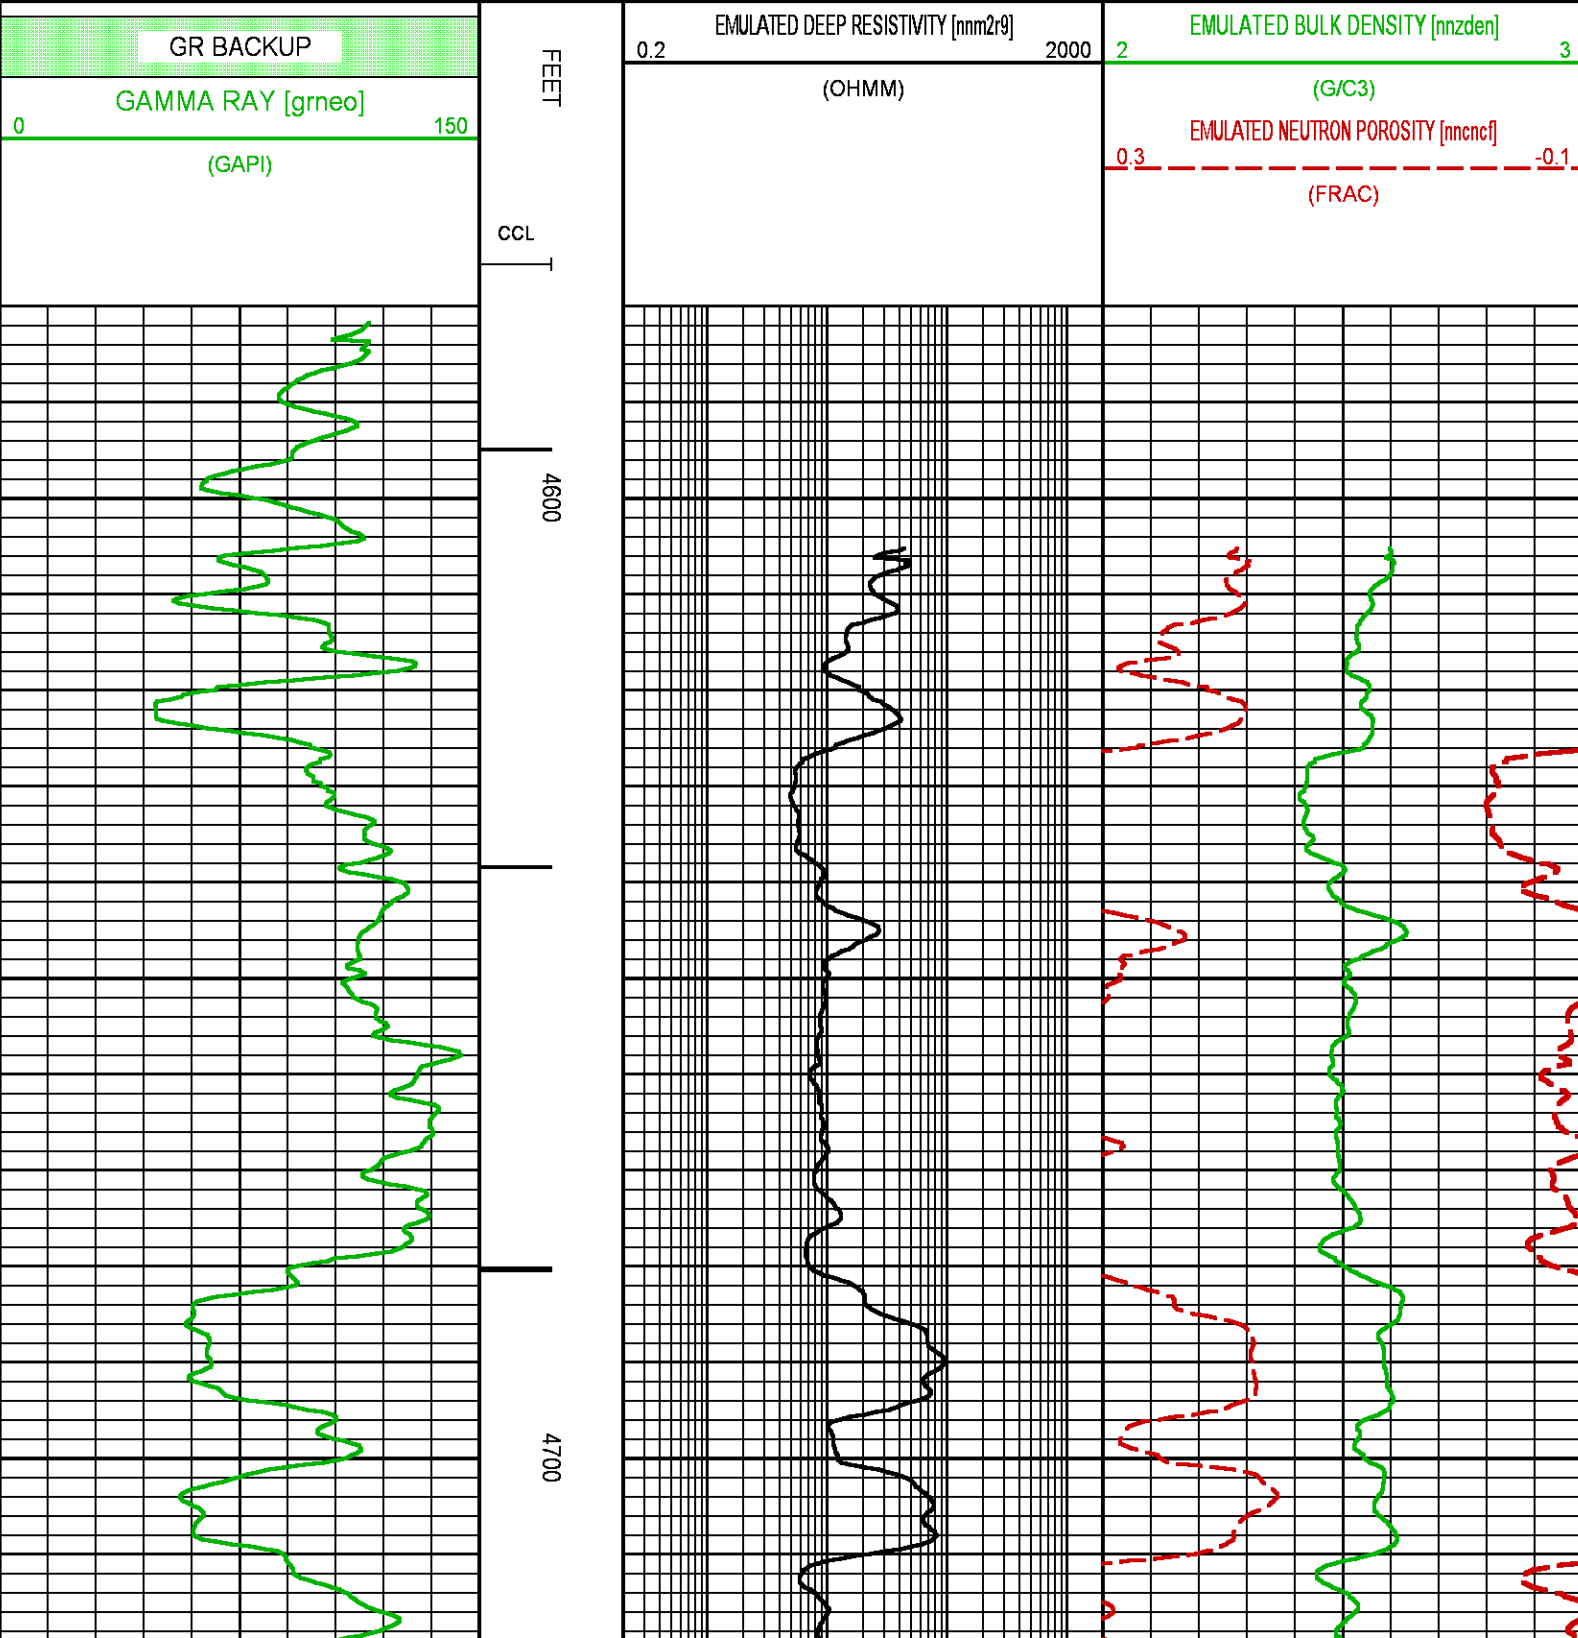 GR BACKUP
GAMMA RAY [grneo]
0 150
(GAPI)
FEET
CCL
EMULATED DEEP RESISTIVITY [nnm2r9]
0.2 2000
(OHMM)
EMULATED BULK DENSITY [nnzden]
2 3
(G/C3)
EMULATED NEUTRON POROSITY [nncncf]
0.3 -0.1
(FRAC)
4600
4700